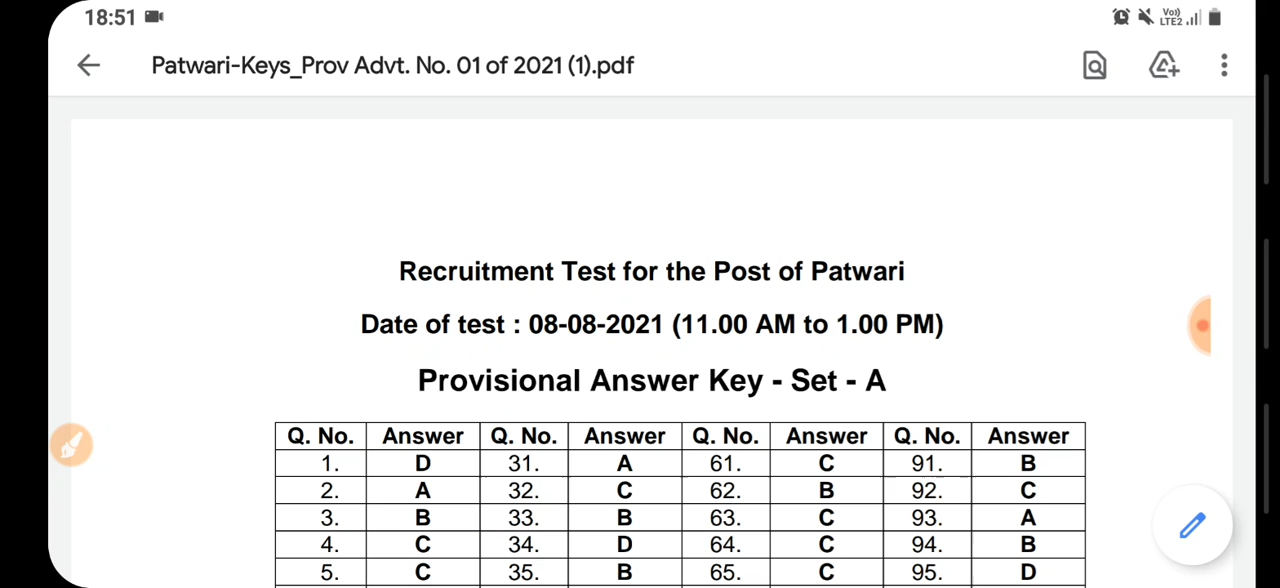 18:51
Vo)) LTE2
Patwari-Keys_Prov Advt. No. 01 of 2021 (1).pdf
Recruitment Test for the Post of Patwari
Date of test : 08-08-2021 (11.00 AM to 1.00 PM)
Provisional Answer Key - Set - A
Q. No. Answer Q. No. Answer Q. No. Answer Q. No. Answer
1. D 31. A 61. C 91. B
2. A 32. C 62. B 92. C
3. B 33. B 63. C 93. A
4. C 34. D 64. C 94. B
5. C 35. B 65. C 95. D